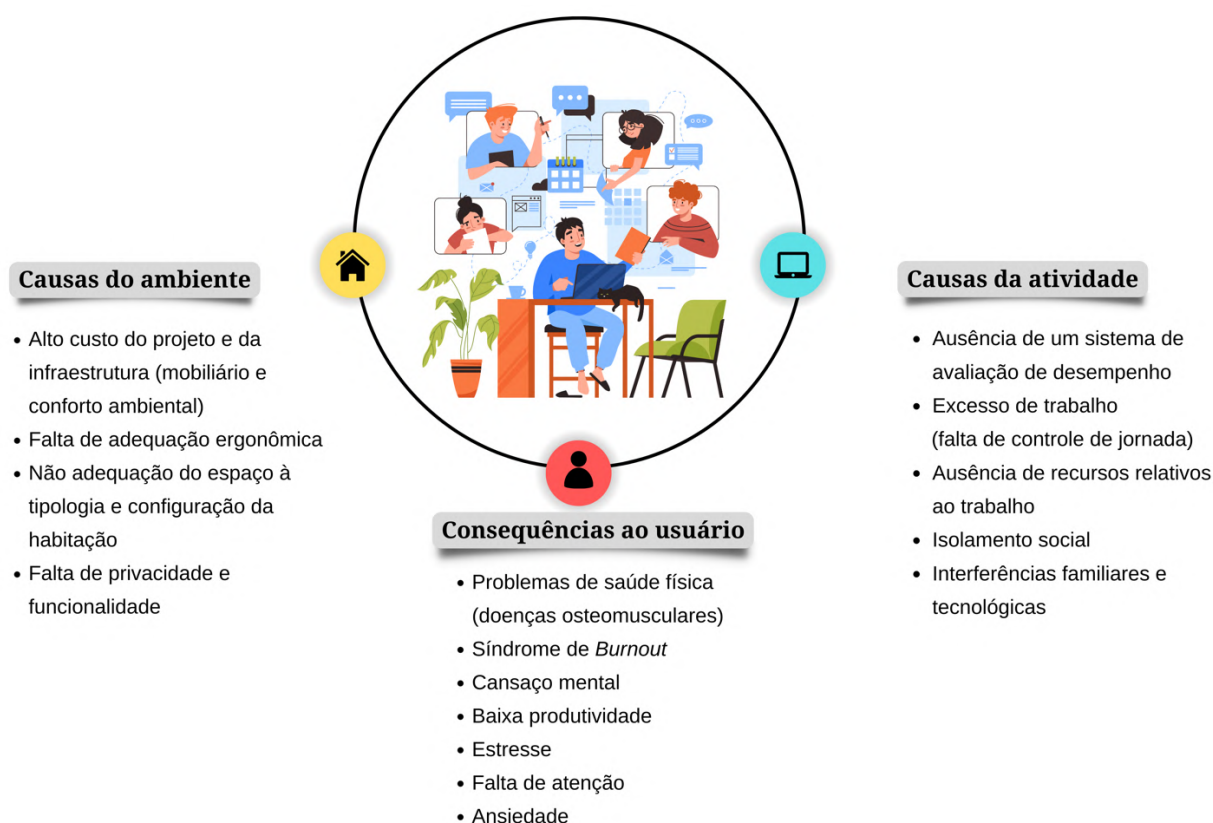 Causas do ambiente
• Alto custo do projeto e da
infraestrutura (mobiliário e
conforto ambiental)
• Falta de adequação ergonômica
• Não adequação do espaço à
tipologia e configuração da
habitação
• Falta de privacidade e
funcionalidade
Consequências ao usuário
• Problemas de saúde física
(doenças osteomusculares)
• Síndrome de Burnout
• Cansaço mental
• Baixa produtividade
• Estresse
• Falta de atenção
• Ansiedade
Causas da atividade
• Ausência de um sistema de
avaliação de desempenho
• Excesso de trabalho
(falta de controle de jornada)
• Ausência de recursos relativos
ao trabalho
• Isolamento social
• Interferências familiares e
tecnológicas